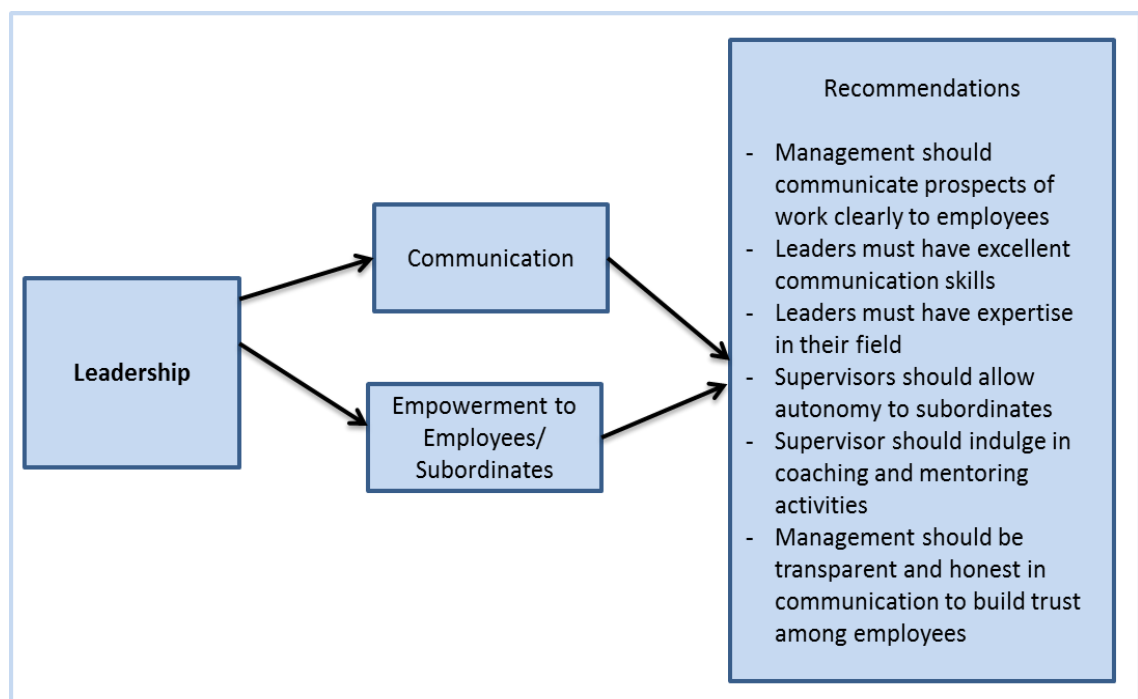 Leadership
Communication
Empowerment to
Employees/
Subordinates
Recommendations
- Management should
communicate prospects of
work clearly to employees
- Leaders must have excellent
communication skills
- Leaders must have expertise
in their field
- Supervisors should allow
autonomy to subordinates
- Supervisor should indulge in
coaching and mentoring
activities
- Management should be
transparent and honest in
communication to build trust
among employees